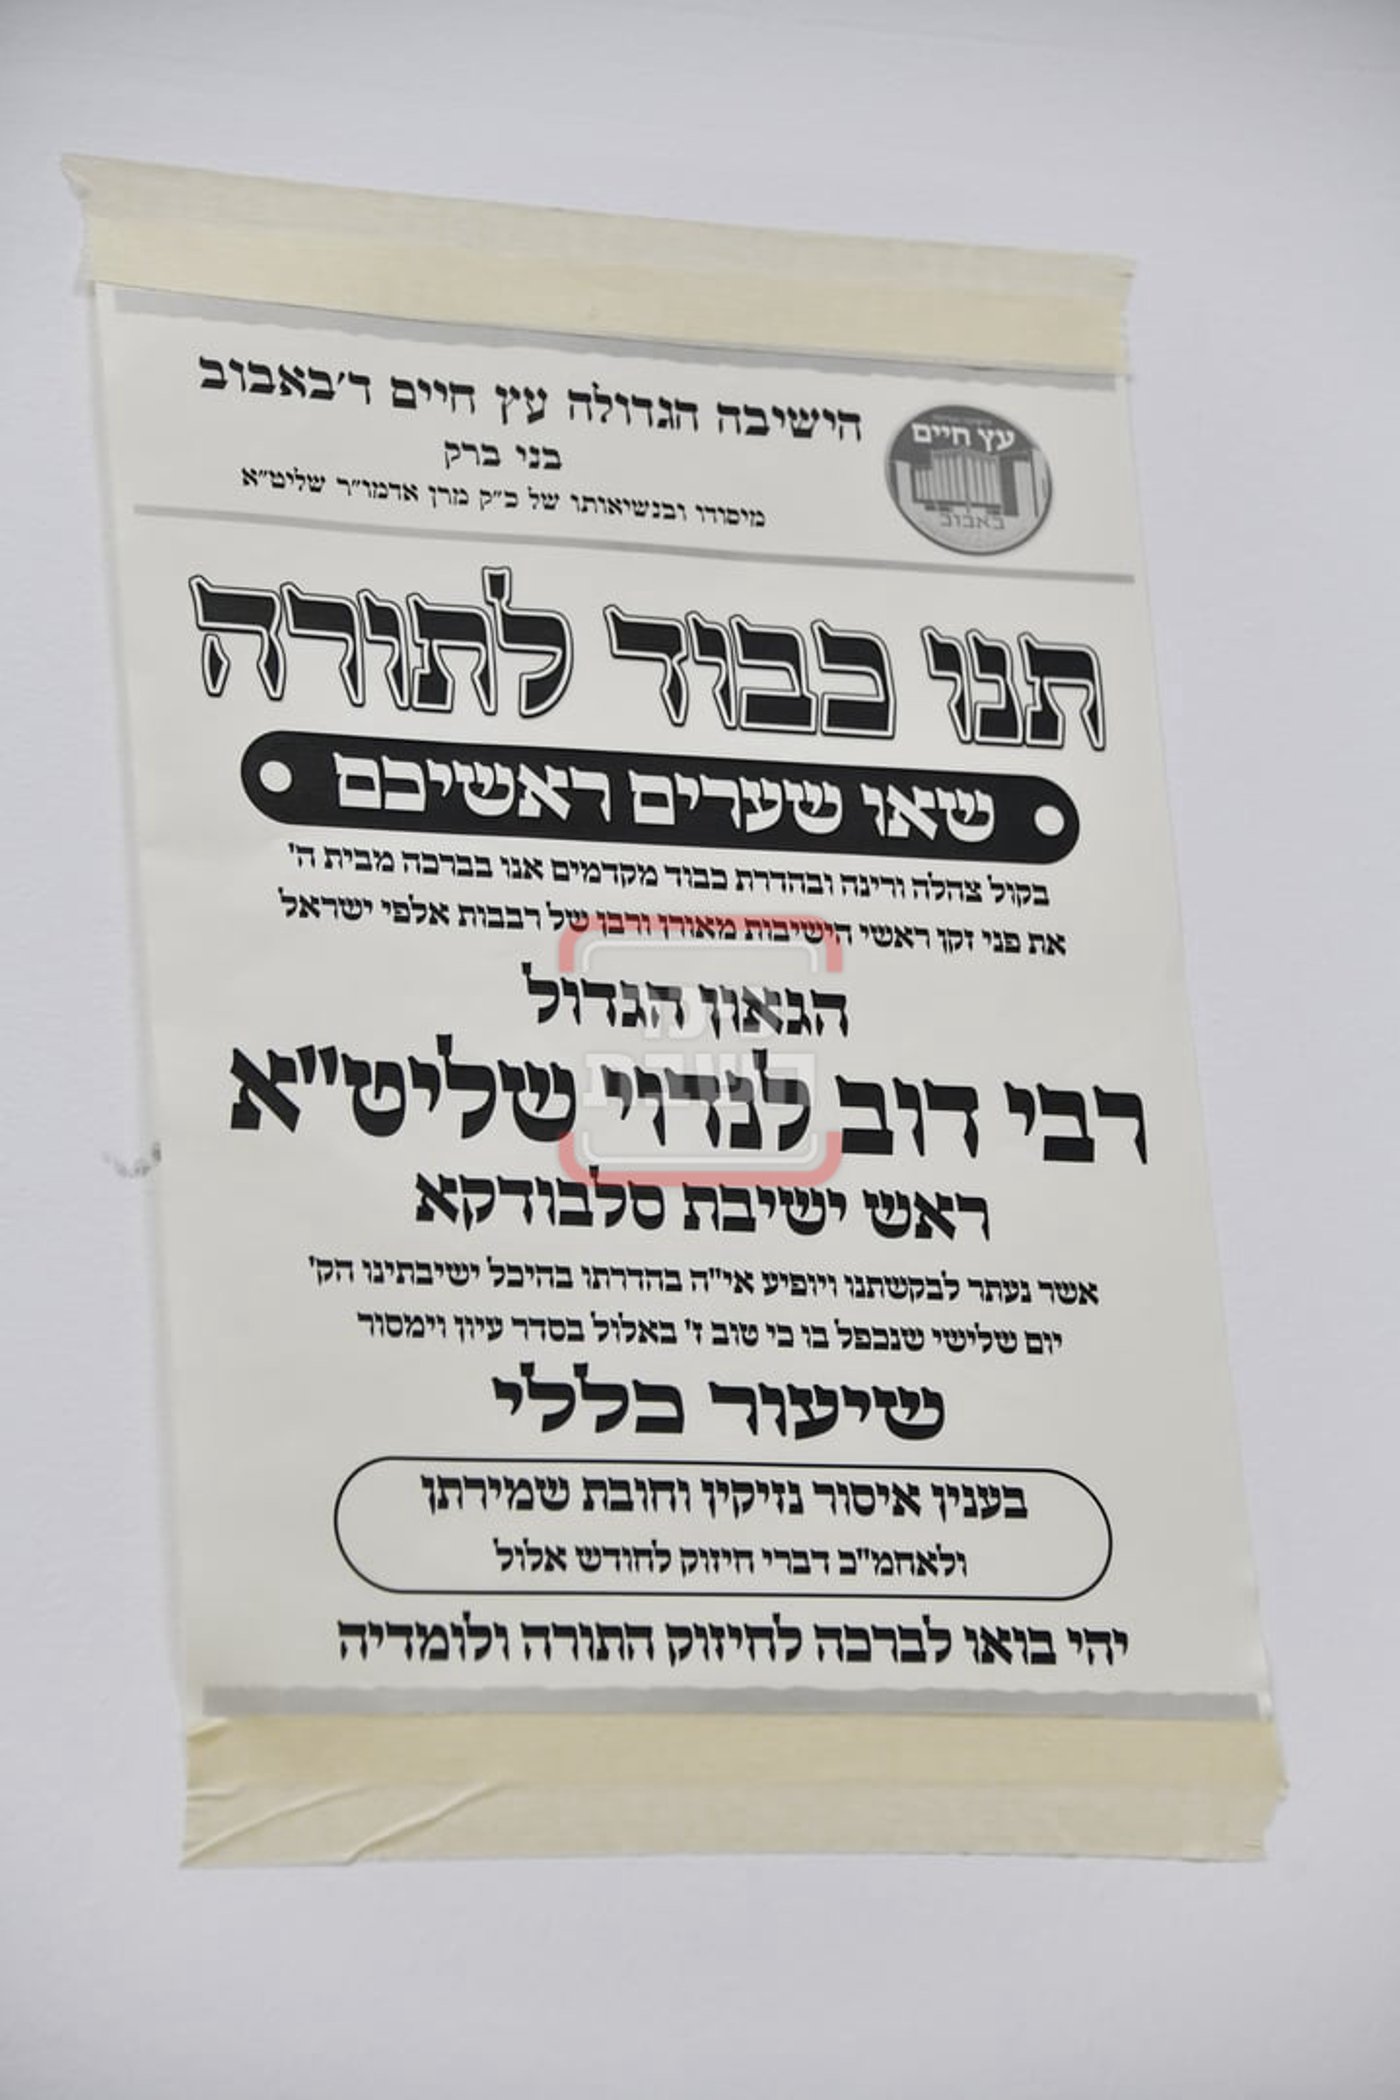 הישיבה הגדולה עץ חיים ד׳באבוב
בני ברק
מיסודו ובנשיאותו של כ״ק מרן אדמו״ר שליט״א
עץ חיים
באבוב
תנו כבוד לתורה
שאו שערים ראשיכם
בקול צהלה ורינה ובהדרת כבוד מקדמים אנו בברכה מבית ה'
את פני זקן ראשי הישיבות מאורן ורבן של רבבות אלפי ישראל
הגאון הגדול
רבי דוב לנדוי שליט"א
ראש ישיבת סלבודקא
אשר נעתר לבקשתנו ויופיע אי"ה בהדרתו בהיכל ישיבתינו הק'
יום שלישי שנכפל בו כי טוב ז' באלול בסדר עיון וימסור
שיעור כללי
בענין איסור נזיקין וחובת שמירתן
ולאחמ"כ דברי חיזוק לחודש אלול
יהי בואו לברכה לחיזוק התורה ולומדיה